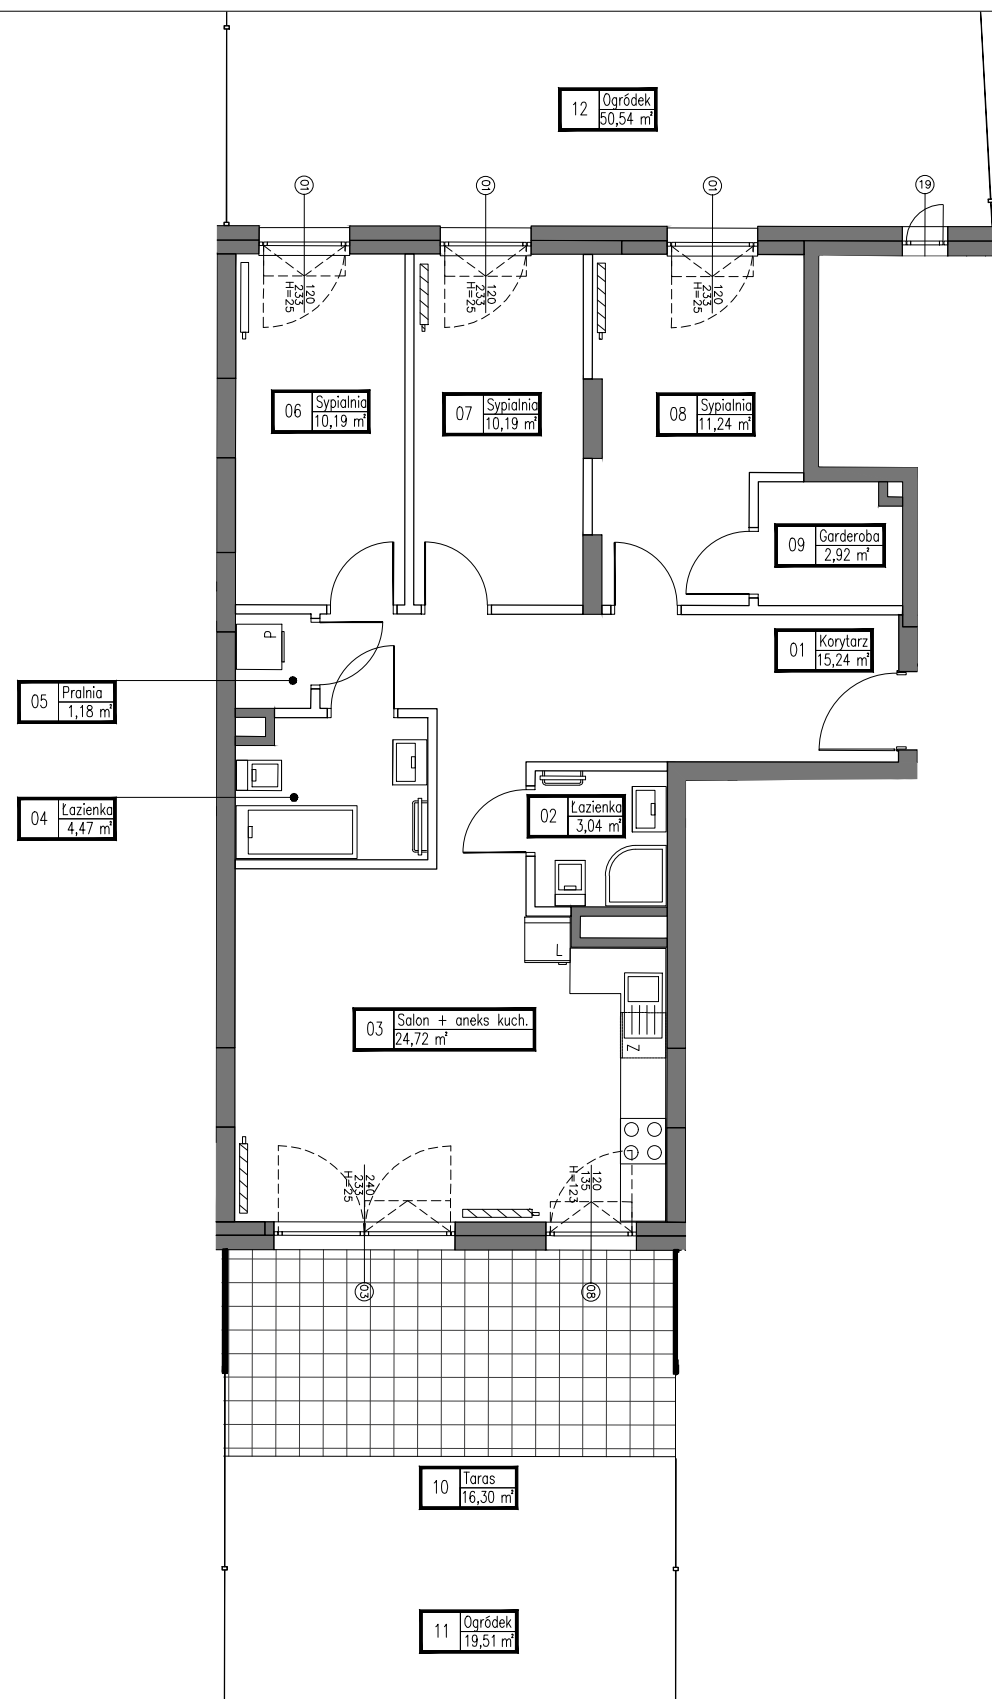 12 Ogródek
50,54 m²
01
01
01
19
120
233
H=25
120
233
H=25
120
233
H=25
06 Sypialnia
10,19 m²
07 Sypialnia
10,19 m²
08 Sypialnia
11,24 m²
09 Garderoba
2,92 m²
01 Korytarz
15,24 m²
P
05 Pralnia
1,18 m²
04 Łazienka
4,47 m²
02 Łazienka
3,04 m²
L
03 Salon + aneks kuch.
24,72 m²
Z
240
233
H=25
120
135
H=123
03
08
10 Taras
16,30 m²
11 Ogródek
19,51 m²